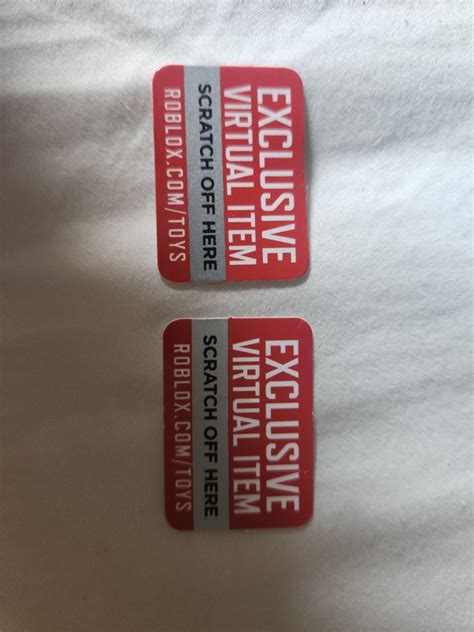 EXCLUSIVE
VIRTUAL ITEM
SCRATCH OFF HERE
ROBLOX.COM/TOYS
EXCLUSIVE
VIRTUAL ITEM
SCRATCH OFF HERE
ROBLOX.COM/TOYS